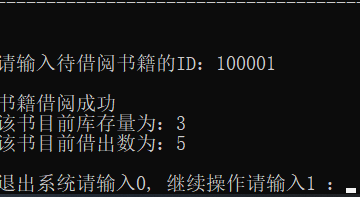 请输入待借阅书籍的ID：100001
书籍借阅成功
该书目前库存量为：3
该书目前借出数为：5
退出系统请输入0, 继续操作请输入1 ：